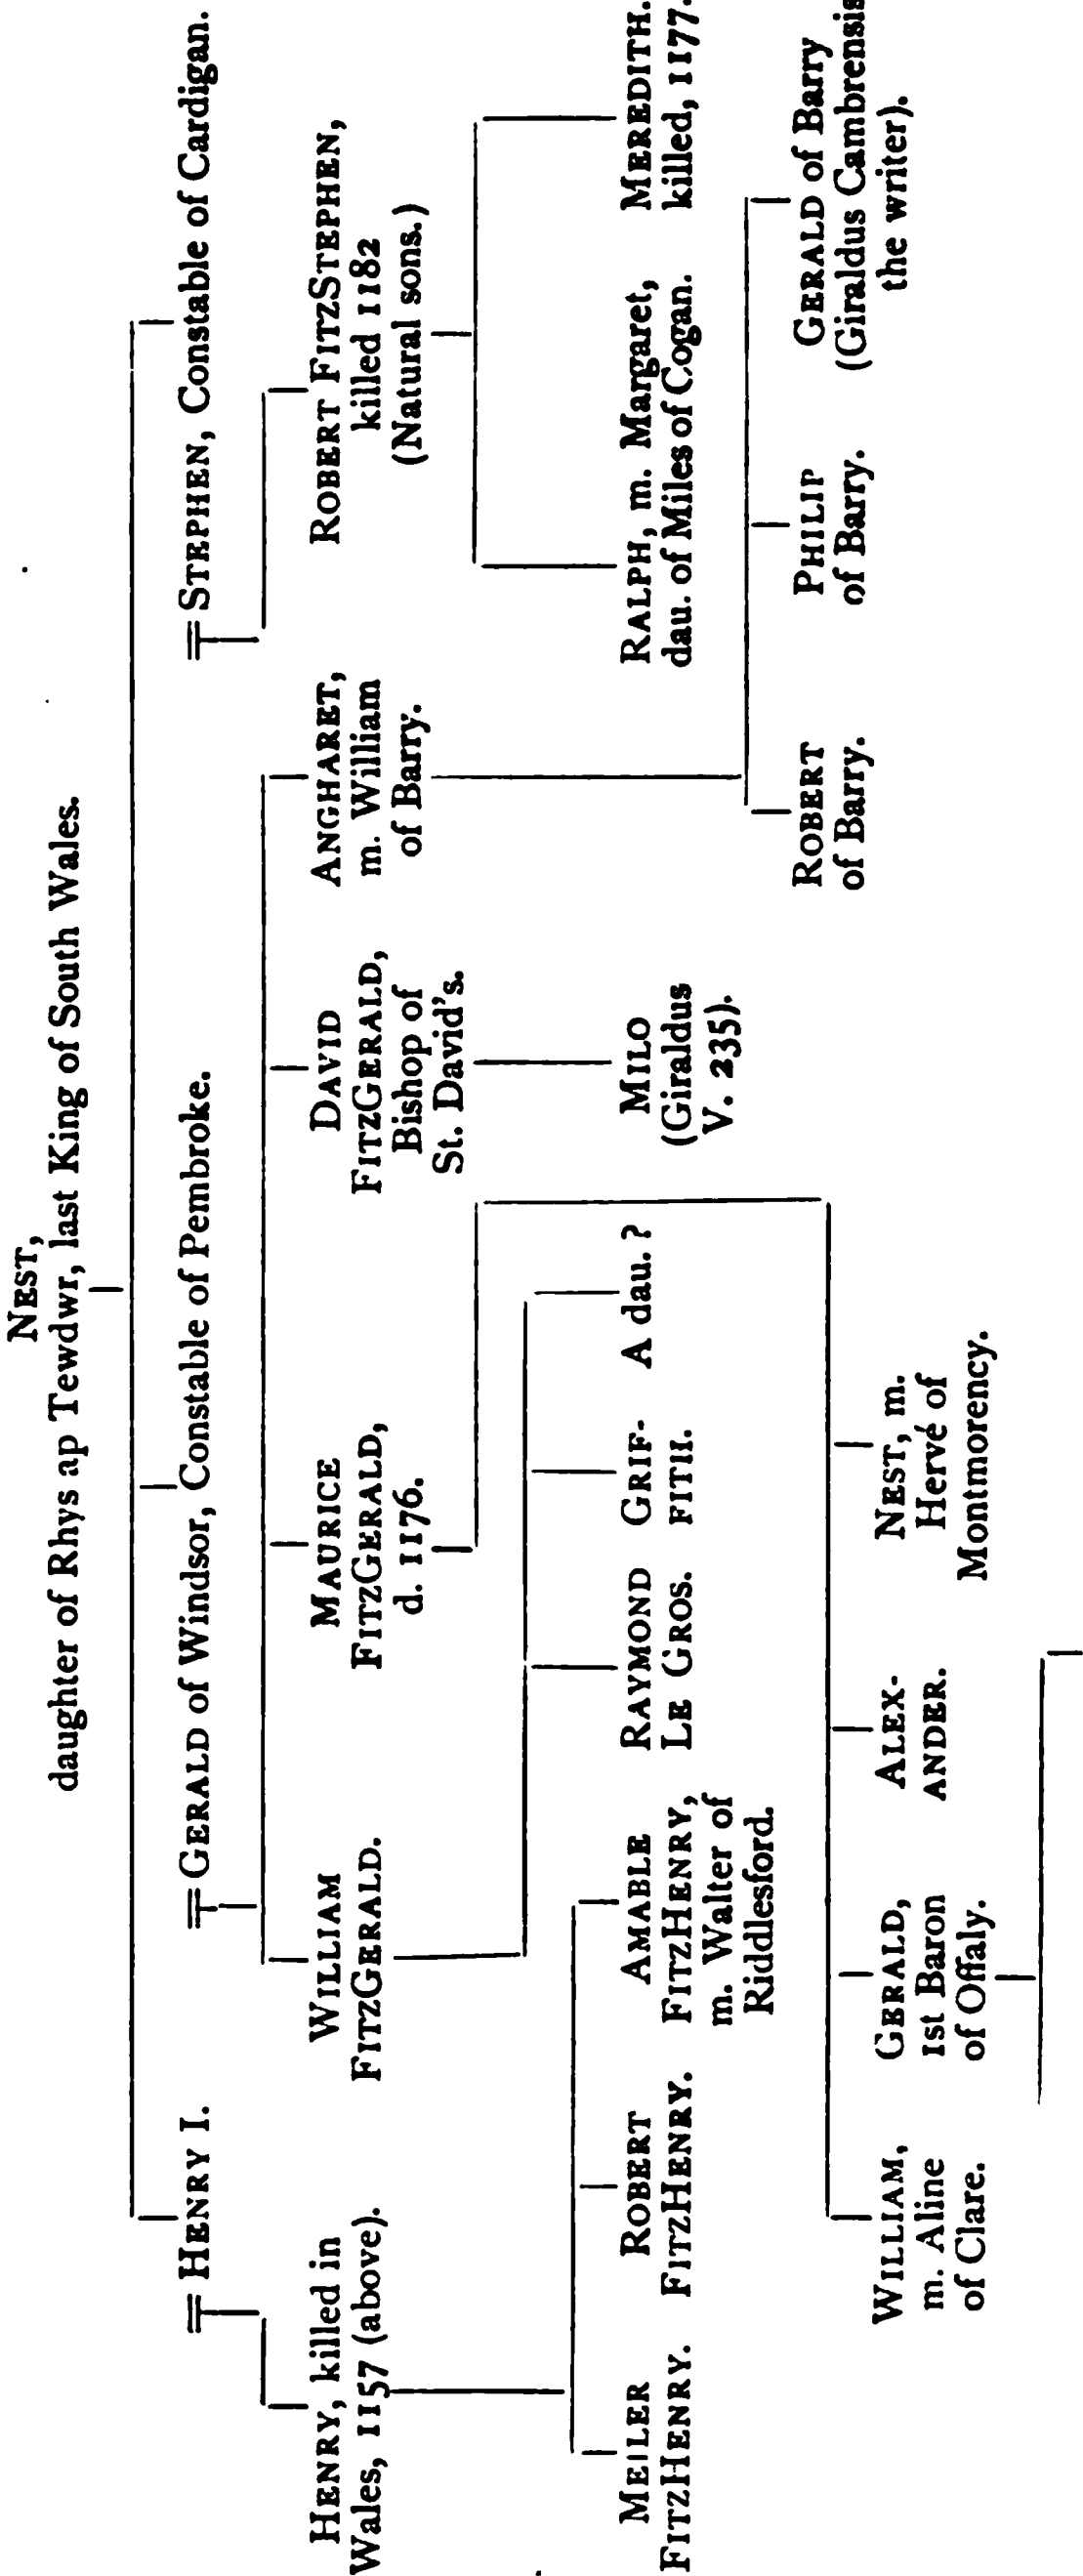 NEST,
daughter of Rhys ap Tewdwr, last King of South Wales.
=HENRY I.
=GERALD of Windsor, Constable of Pembroke.
=STEPHEN, Constable of Cardigan.
HENRY, killed in
Wales, 1157 (above).
WILLIAM
FITZGERALD.
MAURICE
FITZGERALD,
d. 1176.
DAVID
FITZGERALD,
Bishop of
St. David's.
ANGHARET,
m. William
of Barry.
ROBERT FITZSTEPHEN,
killed 1182
(Natural sons.)
MEILER
FITZHENRY.
ROBERT
FITZHENRY.
AMABLE
FITZHENRY,
m. Walter of
Riddlesford.
RAYMOND
LE GROS.
GRIF-
FITH.
A dau.?
MILO
(Giraldus
V. 235).
RALPH, m. Margaret,
dau. of Miles of Cogan.
MEREDITH.
killed, 1177.
WILLIAM,
m. Aline
of Clare.
GERALD,
1st Baron
of Offaly.
ALEX-
ANDER.
NEST, m.
Hervé of
Montmorency.
ROBERT
of Barry.
PHILIP
of Barry.
GERALD of Barry
(Giraldus Cambrensis
the writer).